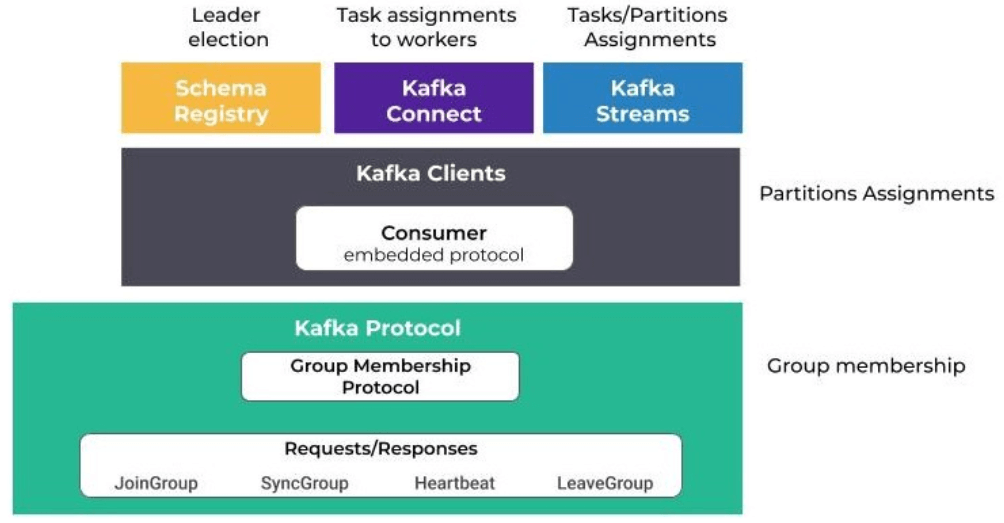 Leader
election
Task assignments
to workers
Tasks/Partitions
Assignments
Schema
Registry
Kafka
Connect
Kafka
Streams
Kafka Clients
Consumer
embedded protocol
Partitions Assignments
Kafka Protocol
Group Membership
Protocol
Group membership
Requests/Responses
JoinGroup SyncGroup Heartbeat LeaveGroup